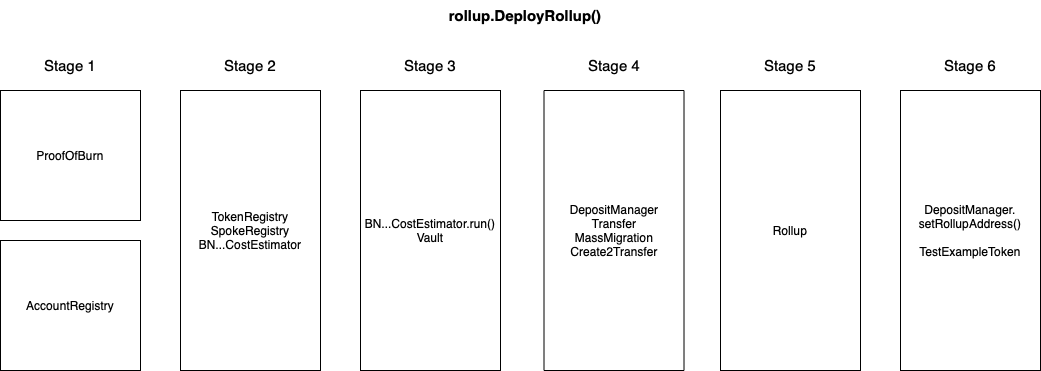 rollup.DeployRollup()
Stage 1
Stage 2
Stage 3
Stage 4
Stage 5
Stage 6
ProofOfBurn
AccountRegistry
TokenRegistry
SpokeRegistry
BN...CostEstimator
BN...CostEstimator.run()
Vault
DepositManager
Transfer
MassMigration
Create2Transfer
Rollup
DepositManager.
setRollupAddress()
TestExampleToken